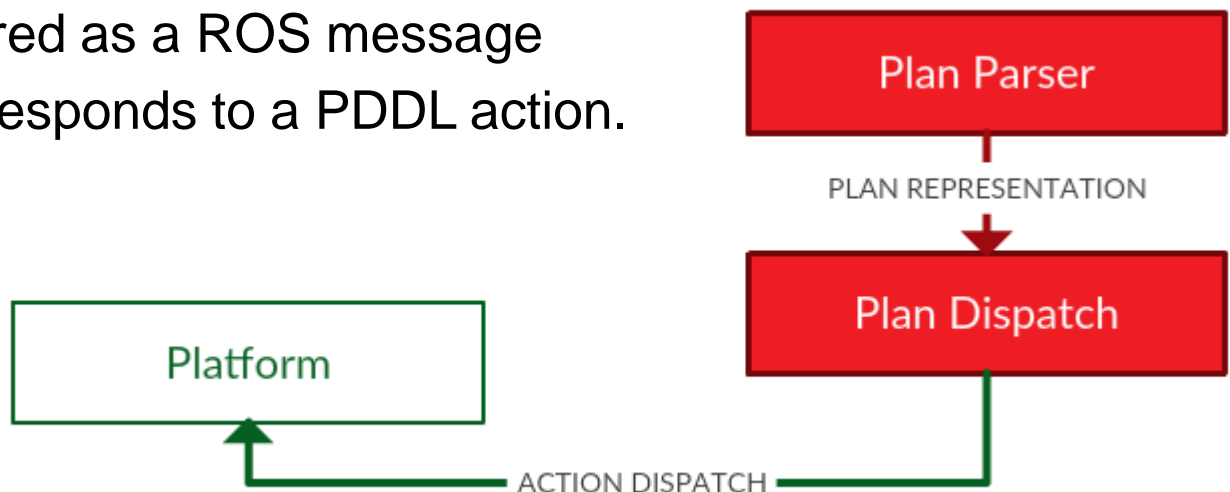 red as a ROS message
esponds to a PDDL action.
Plan Parser
PLAN REPRESENTATION
Plan Dispatch
Platform
ACTION DISPATCH